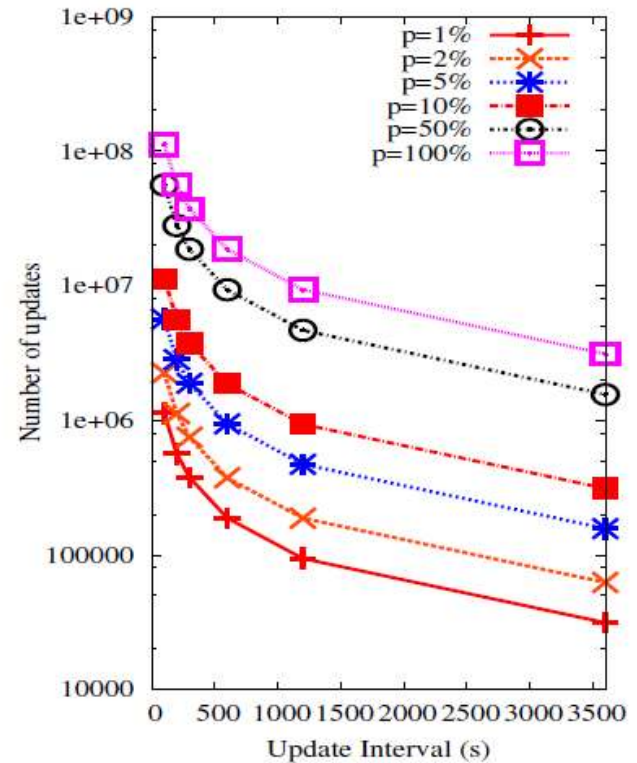 1e+09
p=1%
p=2%
p=5%
p=10%
p=50%
p=100%
1e+08
1e+07
1e+06
100000
10000
Number of updates
0 500 1000 1500 2000 2500 3000 3500
Update Interval (s)